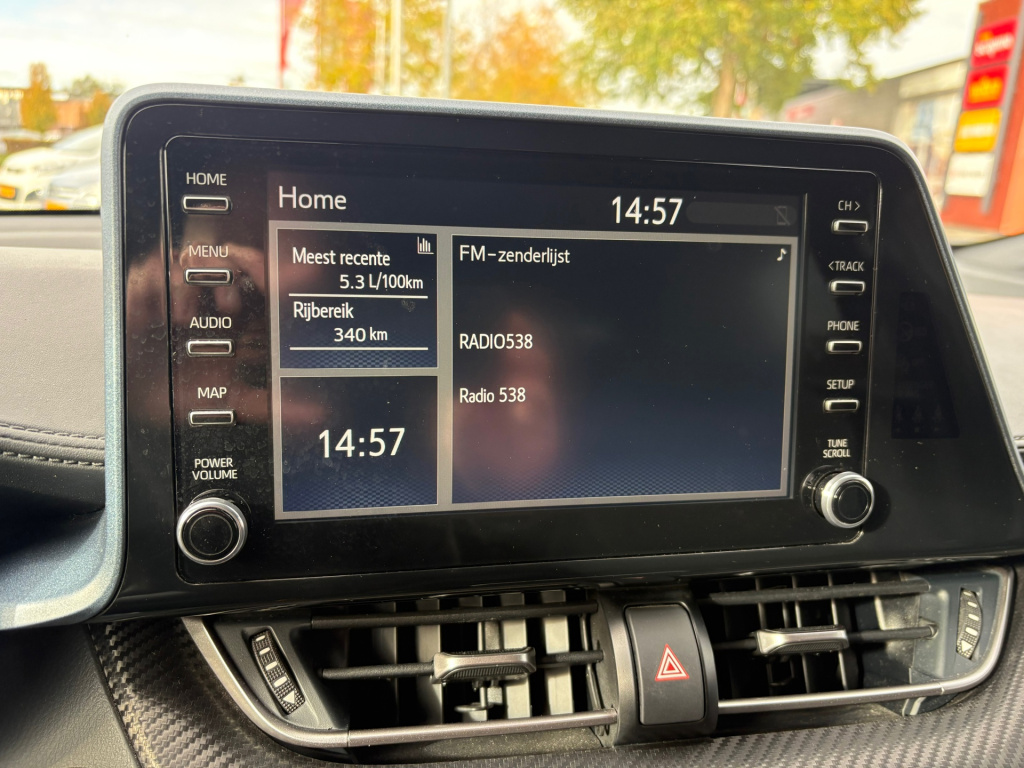 HOME
MENU
AUDIO
MAP
POWER
VOLUME
Home
14:57
Meest recente
5.3 L/100km
Rijbereik
340 km
14:57
FM-zenderlijst
RADIO538
Radio 538
CH >
<TRACK
PHONE
SETUP
TUNE
SCROLL